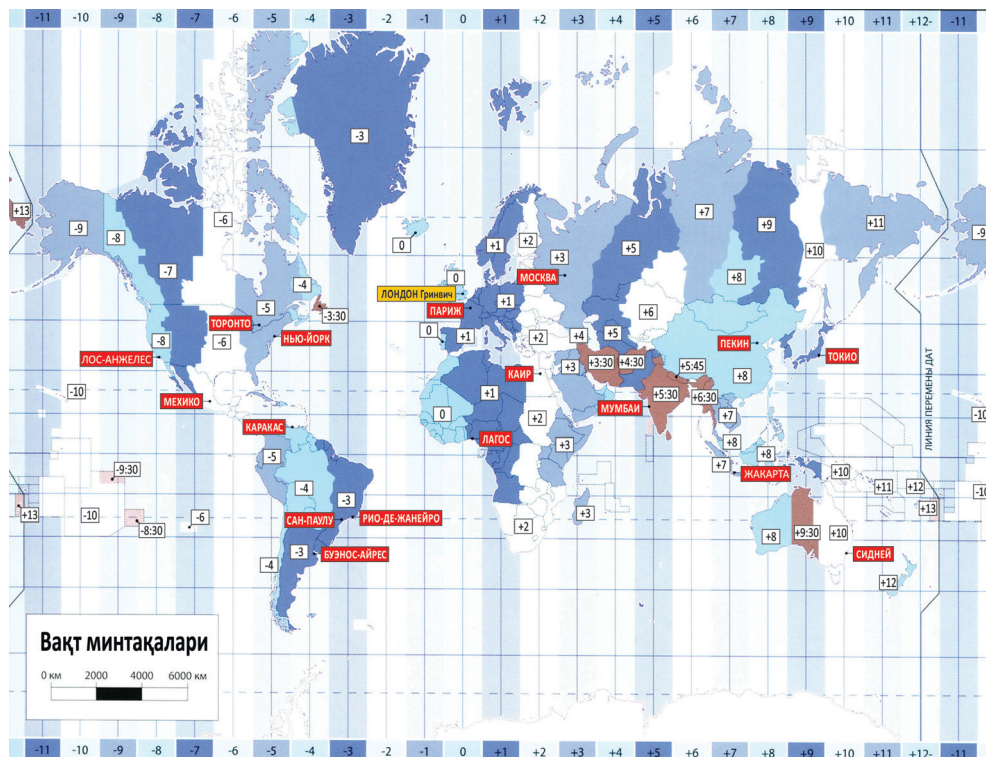 -11 -10 -9 -8 -7 -6 -5 -4 -3 -2 -1 0 +1 +2 +3 +4 +5 +6 +7 +8 +9 +10 +11 +12- -11
-3
+13
-9
-8
-6
-7
0
+1
+2
+3
+5
+7
+9
+10
+11
-9
-4
0
МОСКВА
+8
ЛОНДОН Гринвич
ПАРИЖ
+1
-3:30
-5
+6
ТОРОНТО
НЬЮ-ЙОРК
-8
-6
0
+1
+2
+4
+5
ПЕКИН
ТОКИО
ЛОС-АНЖЕЛЕС
+3
+3:30
+4:30
+5:45
КАИР
+8
-10
МЕХИКО
+1
+5:30
+6:30
-10
МУМБАИ
0
+2
+7
КАРАКАС
ЛАГОС
+3
+8
+8
ЛИНИЯ ПЕРЕМЕНЫ ДАТ
-5
+7
ЖАКАРТА
+10
-9:30
-4
-3
+11
+12
-10
+13
-10
-8:30
-6
САН-ПАУЛУ
РИО-ДЕ-ЖАНЕЙРО
+2
+3
+13
+8
+9:30
+10
-4
-3
БУЭНОС-АЙРЕС
СИДНЕЙ
+12
Вақт минтақалари
0 км 2000 4000 6000 км
-11 -10 -9 -8 -7 -6 -5 -4 -3 -2 -1 0 +1 +2 +3 +4 +5 +6 +7 +8 +9 +10 +11 +12- -11